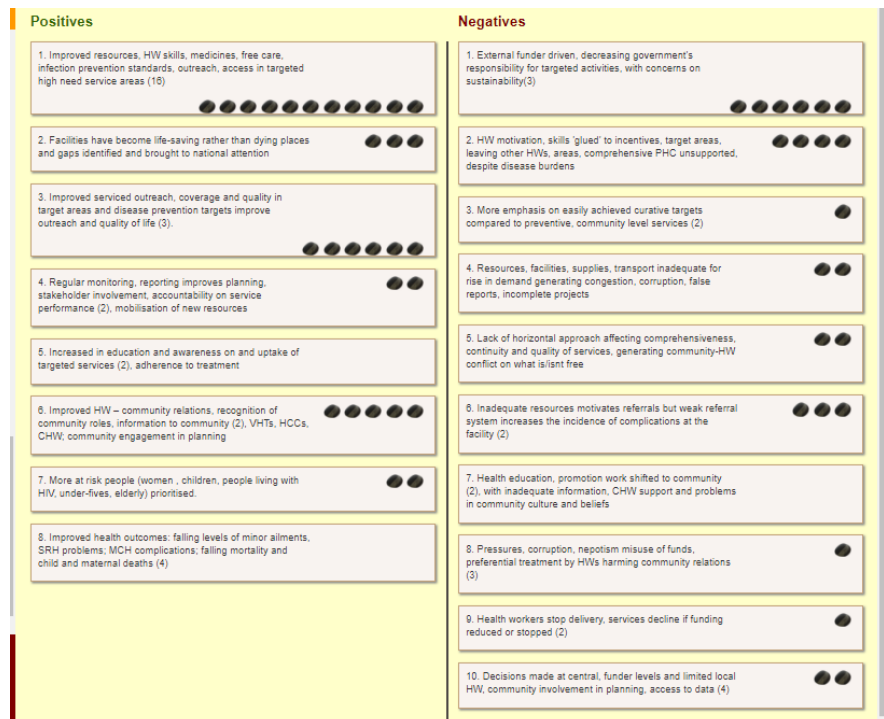 Positives
1. Improved resources, HW skills, medicines, free care,
infection prevention standards, outreach, access in targeted
high need service areas (16)
2. Facilities have become life-saving rather than dying places
and gaps identified and brought to national attention
3. Improved serviced outreach, coverage and quality in
target areas and disease prevention targets improve
outreach and quality of life (3).
4. Regular monitoring, reporting improves planning,
stakeholder involvement, accountability on service
performance (2), mobilisation of new resources
5. Increased in education and awareness on and uptake of
targeted services (2), adherence to treatment
6. Improved HW – community relations, recognition of
community roles, information to community (2), VHTs, HCCs,
CHW; community engagement in planning
7. More at risk people (women , children, people living with
HIV, under-fives, elderly) prioritised.
8. Improved health outcomes: falling levels of minor ailments,
SRH problems; MCH complications; falling mortality and
child and maternal deaths (4)
Negatives
1. External funder driven, decreasing government's
responsibility for targeted activities, with concerns on
sustainability(3)
2. HW motivation, skills 'glued' to incentives, target areas,
leaving other HWs, areas, comprehensive PHC unsupported,
despite disease burdens
3. More emphasis on easily achieved curative targets
compared to preventive, community level services (2)
4. Resources, facilities, supplies, transport inadequate for
rise in demand generating congestion, corruption, false
reports, incomplete projects
5. Lack of horizontal approach affecting comprehensiveness,
continuity and quality of services, generating community-HW
conflict on what is/isnt free
6. Inadequate resources motivates referrals but weak referral
system increases the incidence of complications at the
facility (2)
7. Health education, promotion work shifted to community
(2), with inadequate information, CHW support and problems
in community culture and beliefs
8. Pressures, corruption, nepotism misuse of funds,
preferential treatment by HWs harming community relations
(3)
9. Health workers stop delivery, services decline if funding
reduced or stopped (2)
10. Decisions made at central, funder levels and limited local
HW, community involvement in planning, access to data (4)